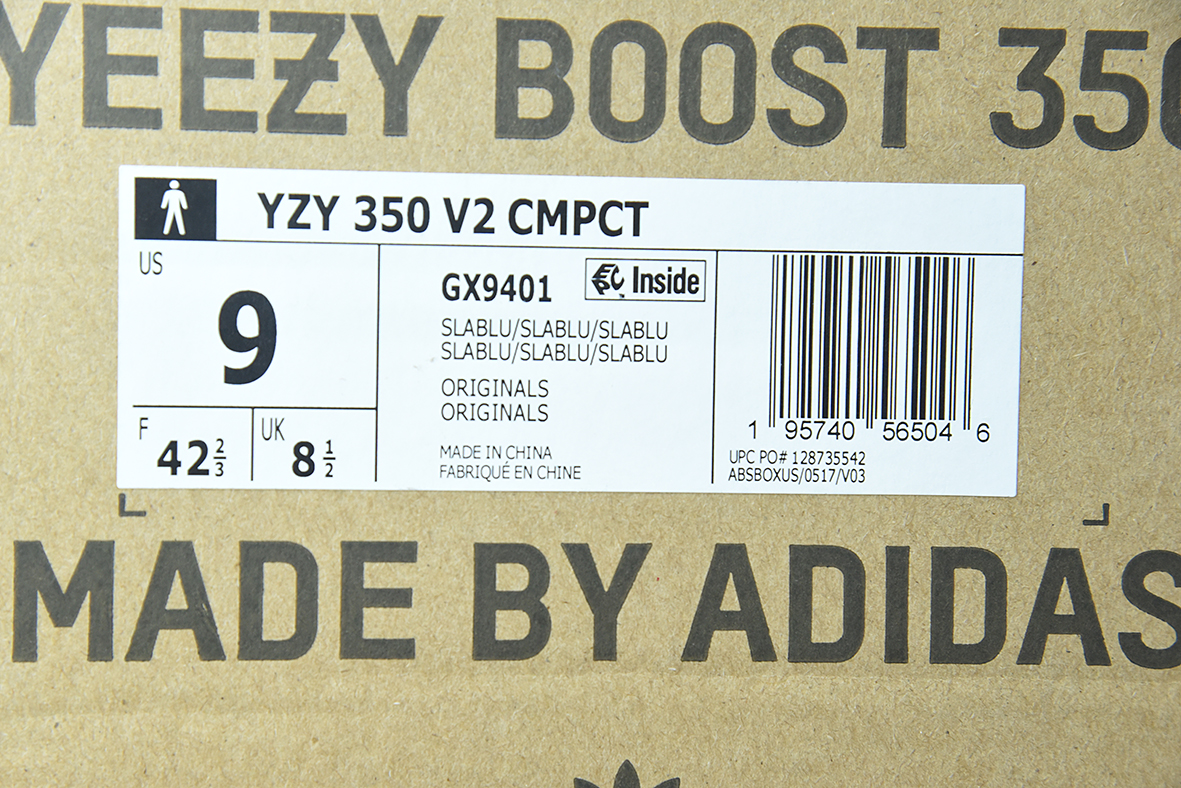 YEEZY BOOST 350
YZY 350 V2 CMPCT
US
9
F
42 2/3
UK
8 1/2
GX9401
Inside
SLABLU/SLABLU/SLABLU
SLABLU/SLABLU/SLABLU
ORIGINALS
ORIGINALS
MADE IN CHINA
FABRIQUÉ EN CHINE
1 95740 56504 6
UPC PO# 128735542
ABSBOXUS/0517/V03
MADE BY ADIDAS